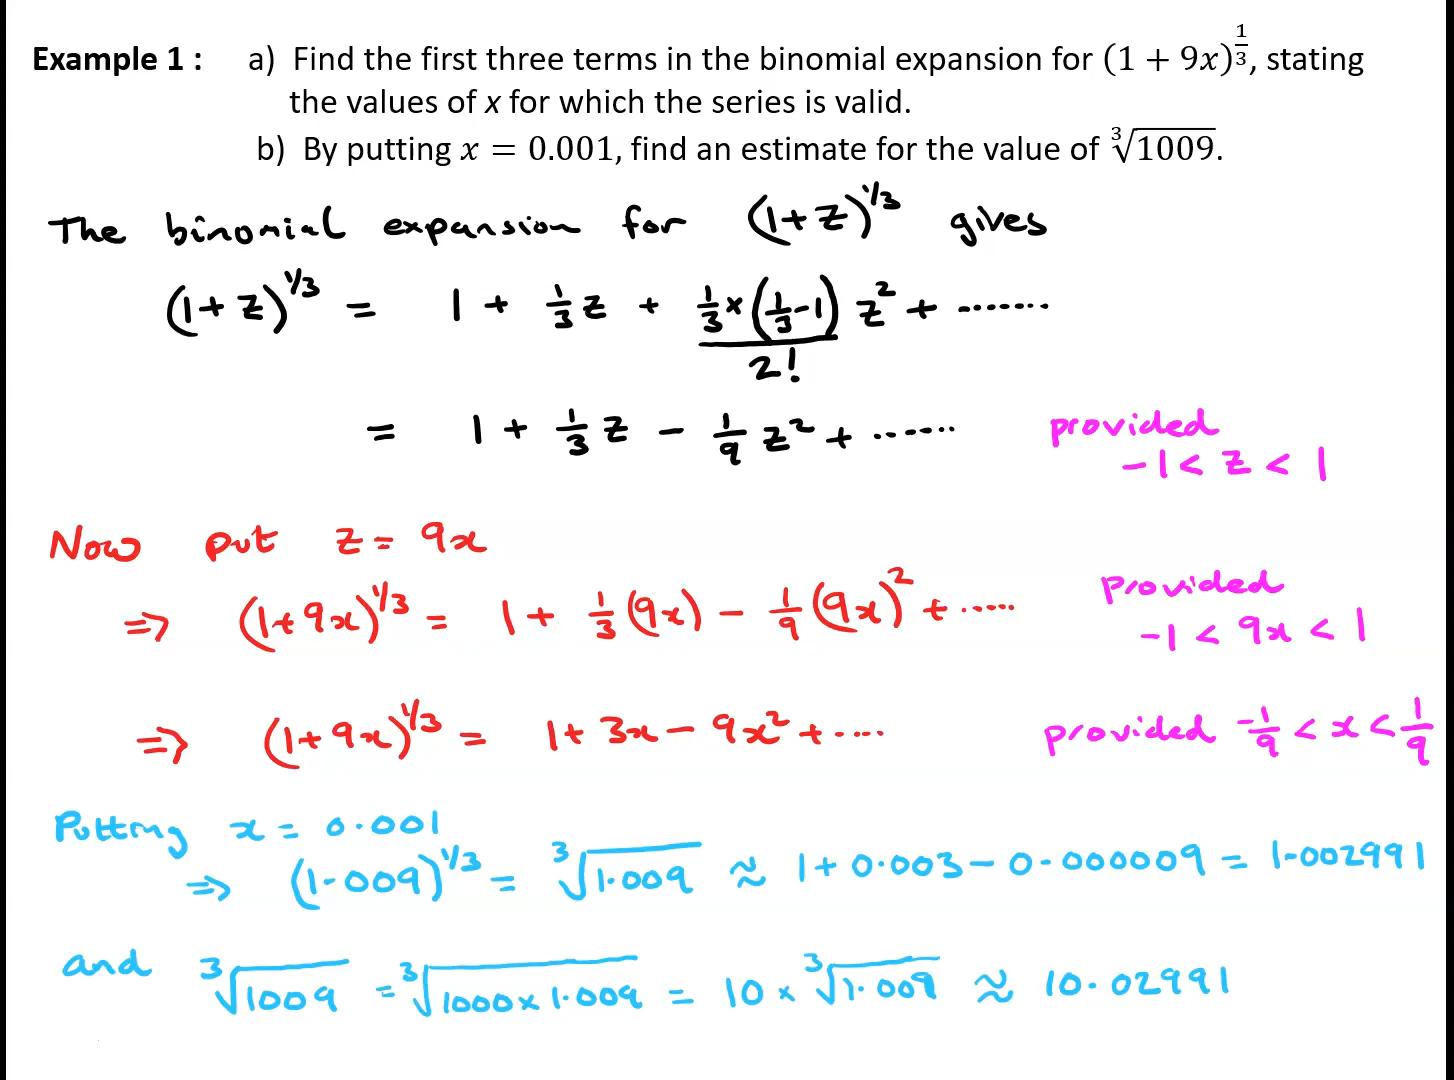 Example 1 : a) Find the first three terms in the binomial expansion for (1 + 9x)^{1/3}, stating
the values of x for which the series is valid.
b) By putting x = 0.001, find an estimate for the value of ∛1009.
The binomial expansion for (1+z)^{1/3} gives
(1+z)^{1/3} = 1 + 1/3 z + (1/3 × (1/3 - 1))/2! z² + .......
= 1 + 1/3 z - 1/9 z² + ......
provided
-1 < z < 1
Now put z = 9x
⇒ (1+9x)^{1/3} = 1 + 1/3 (9x) - 1/9 (9x)² + .....
provided
-1 < 9x < 1
⇒ (1+9x)^{1/3} = 1 + 3x - 9x² + .... provided -1/9 < x < 1/9
Putting x = 0.001
⇒ (1.009)^{1/3} = ∛1.009 ≈ 1 + 0.003 - 0.000009 = 1.002991
and ∛1009 = ∛1000 × 1.009 = 10 × ∛1.009 ≈ 10.02991